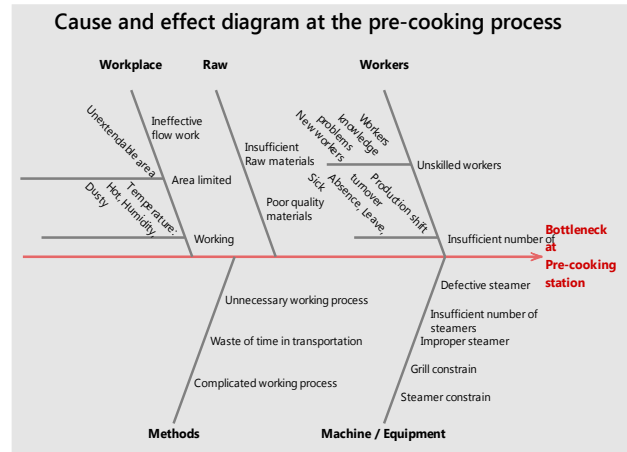 Cause and effect diagram at the pre-cooking process
Workplace
Raw
Workers
Ineffective
flow work
Unextendable area
Area limited
Temperature:
Hot, Humidity,
Dusty
Working
Insufficient
Raw materials
Poor quality
materials
Workers
knowledge
problems
New workers
Unskilled workers
Production shift
turnover
Absence, Leave,
Sick
Insufficient number of
Bottleneck
at
Pre-cooking
station
Unnecessary working process
Waste of time in transportation
Complicated working process
Methods
Defective steamer
Insufficient number of
steamers
Improper steamer
Grill constrain
Steamer constrain
Machine / Equipment